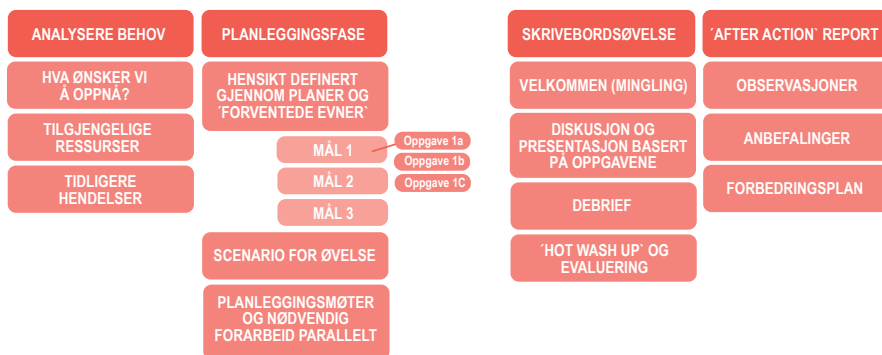 ANALYSERE BEHOV
HVA ØNSKER VI
Å OPPNÅ?
TILGJENGELIGE
RESSURSER
TIDLIGERE
HENDELSER
PLANLEGGINGSFASE
HENSIKT DEFINERT
GJENNOM PLANER OG
´FORVENTEDE EVNER`
MÅL 1
Oppgave 1a
Oppgave 1b
Oppgave 1C
MÅL 2
MÅL 3
SCENARIO FOR ØVELSE
PLANLEGGINGSMØTER
OG NØDVENDIG
FORARBEID PARALLELT
SKRIVEBORDSØVELSE
VELKOMMEN (MINGLING)
DISKUSJON OG
PRESENTASJON BASERT
PÅ OPPGAVENE
DEBRIEF
´HOT WASH UP` OG
EVALUERING
´AFTER ACTION` REPORT
OBSERVASJONER
ANBEFALINGER
FORBEDRINGSPLAN